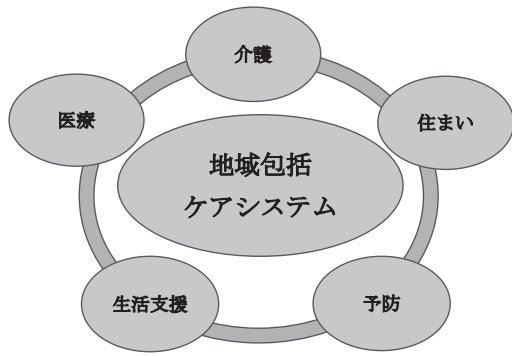 介護
医療
住まい
地域包括
ケアシステム
生活支援
予防